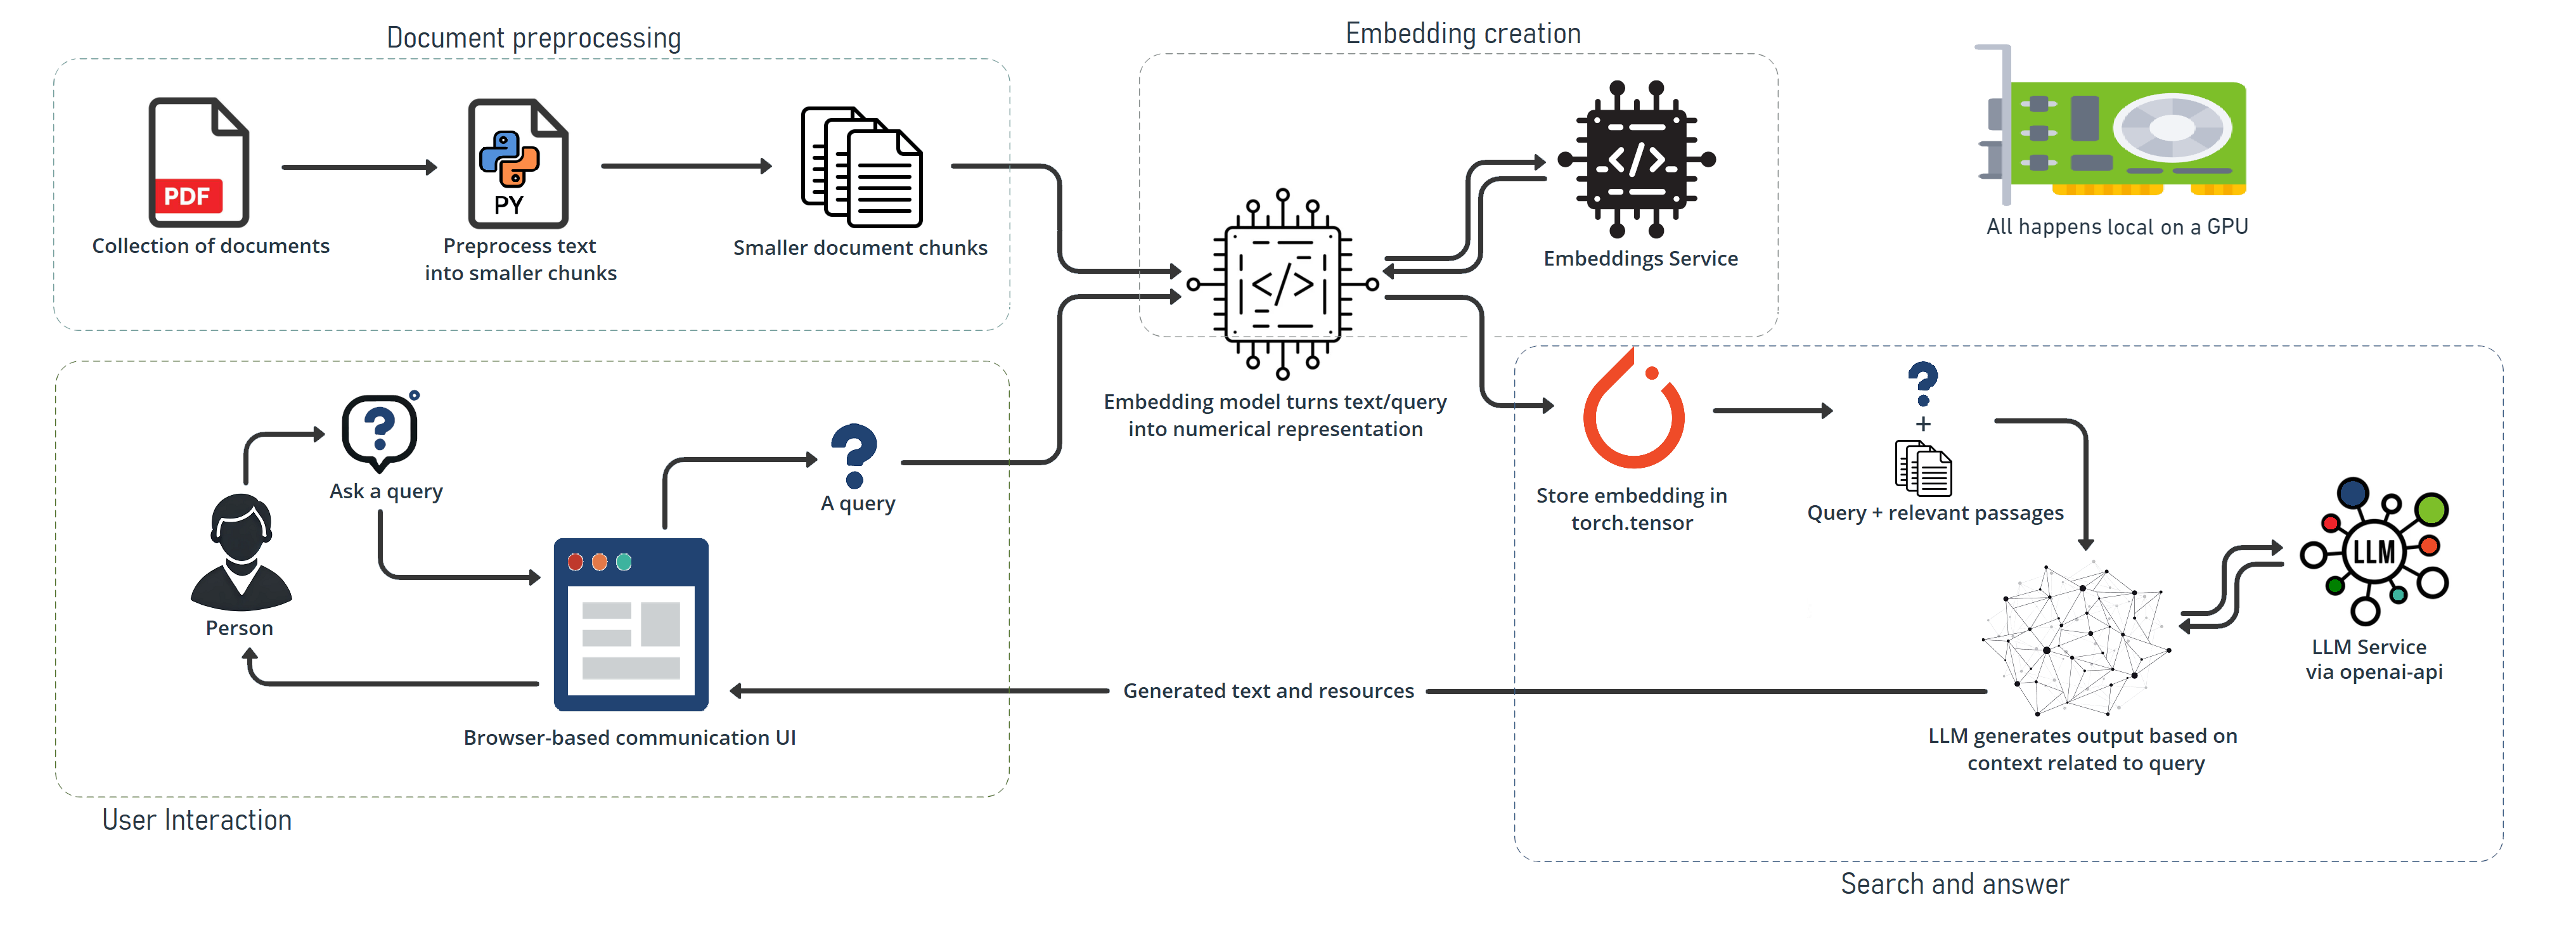 Document preprocessing
PDF
Collection of documents
PY
Preprocess text
into smaller chunks
Smaller document chunks
Embedding creation
</>
Embedding model turns text/query
into numerical representation
</>
Embeddings Service
All happens local on a GPU
?
Ask a query
Person
Browser-based communication UI
?
A query
User Interaction
Store embedding in
torch.tensor
?
+
Query + relevant passages
LLM
LLM Service
via openai-api
LLM generates output based on
context related to query
Generated text and resources
Search and answer